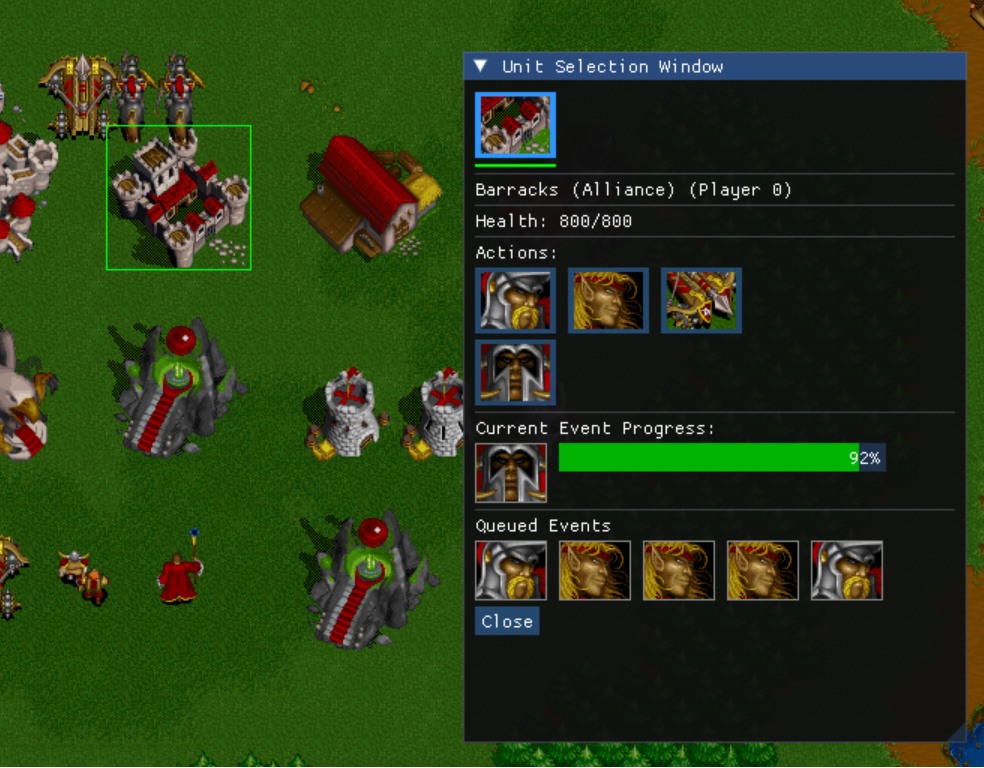 Unit Selection Window
Barracks (Alliance) (Player 0)
Health: 800/800
Actions:
Current Event Progress:
92%
Queued Events
Close